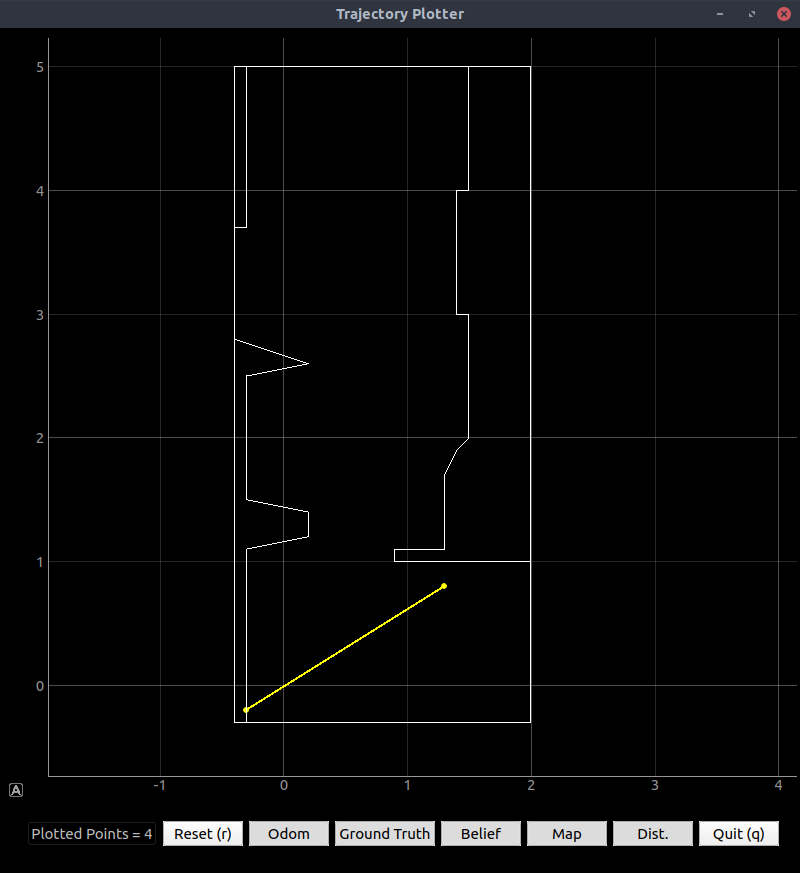 Trajectory Plotter
5
4
3
2
1
0
-1 0 1 2 3 4
A
Plotted Points = 4 Reset (r) Odom Ground Truth Belief Map Dist. Quit (q)